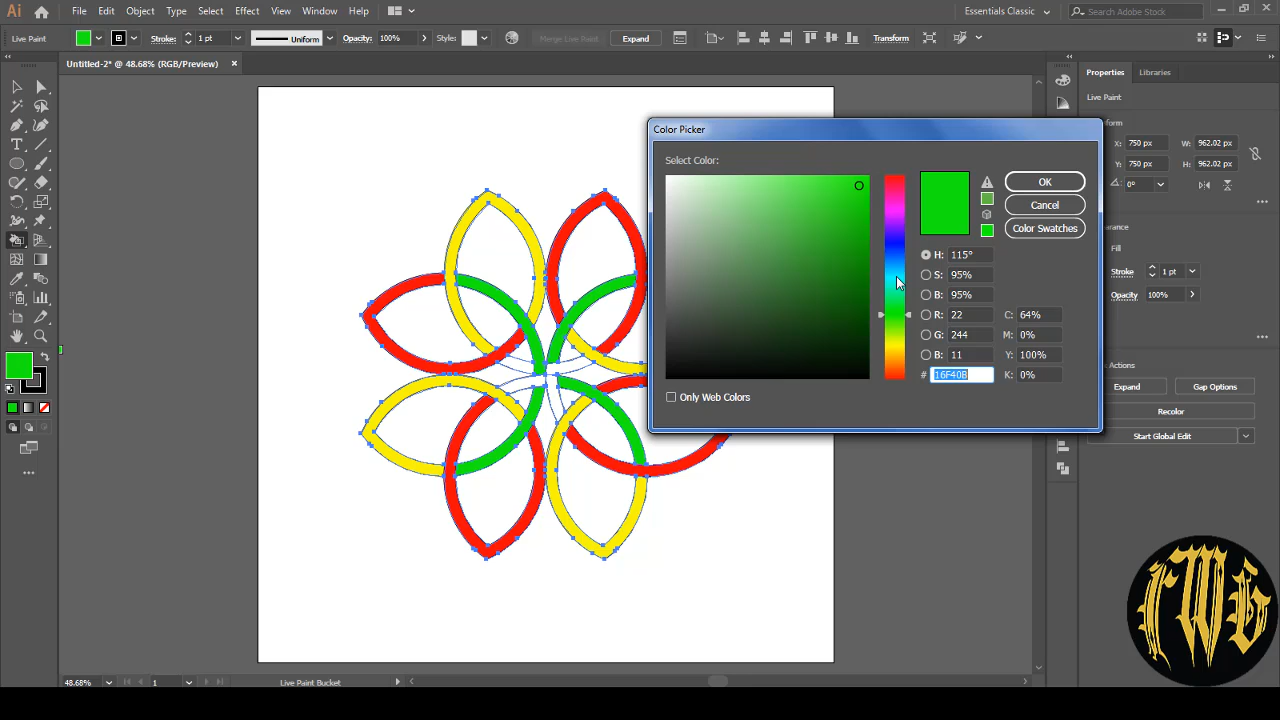 Ai File Edit Object Type Select Effect View Window Help Essentials Classic Search Adobe Stock
Live Paint Stroke: 1 pt Uniform Opacity: 100% Style: Merge Live Paint Expand Transform
Untitled-2* @ 48.68% (RGB/Preview) ×
Properties Libraries
Live Paint
form
X: 750 px W: 962.02 px
Y: 750 px H: 962.02 px
0°
earance
Fill
Stroke 1 pt
Opacity 100%
k Actions
Expand Gap Options
Recolor
Start Global Edit
Color Picker
Select Color:
OK
Cancel
Color Swatches
H: 115°
S: 95%
B: 95%
R: 22 C: 64%
G: 244 M: 0%
B: 11 Y: 100%
# 16F40B K: 0%
Only Web Colors
48.68% 1 Live Paint Bucket